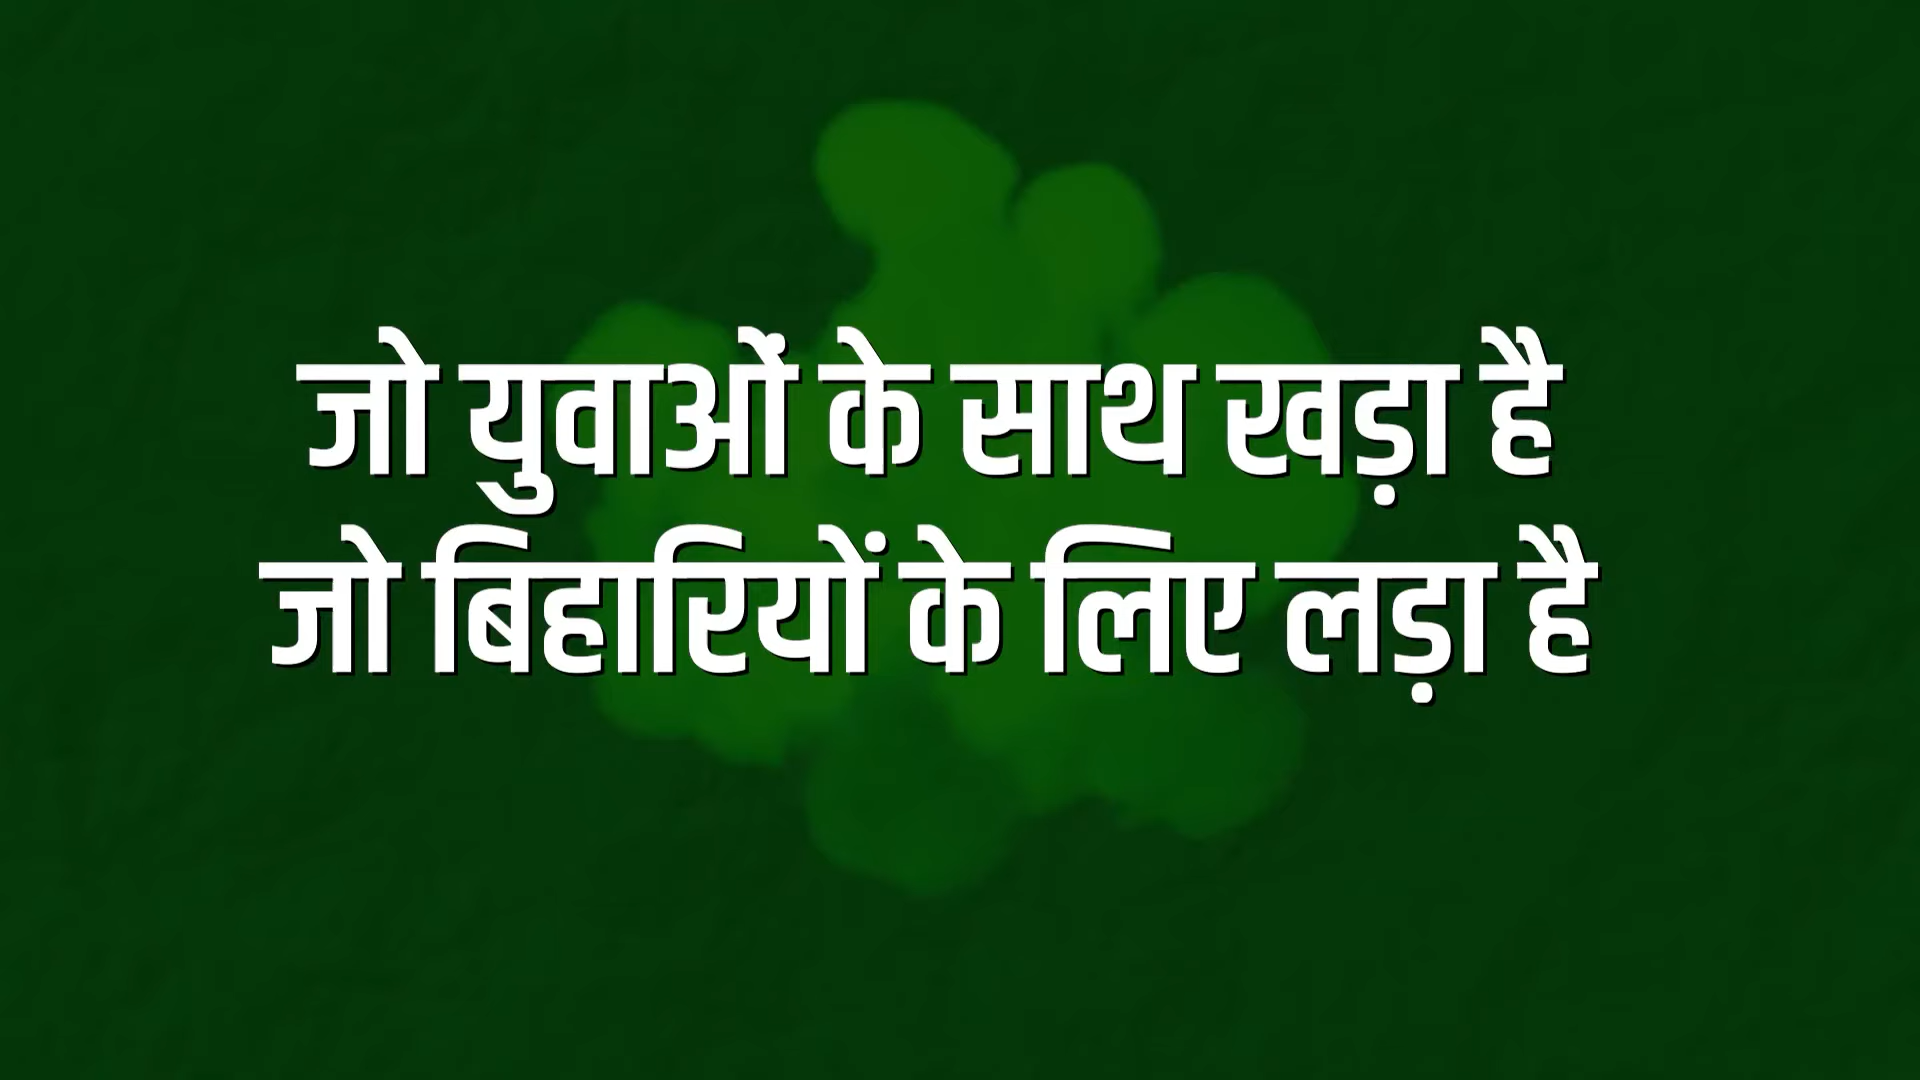 जो युवाओं के साथ खड़ा है
जो बिहारियों के लिए लड़ा है